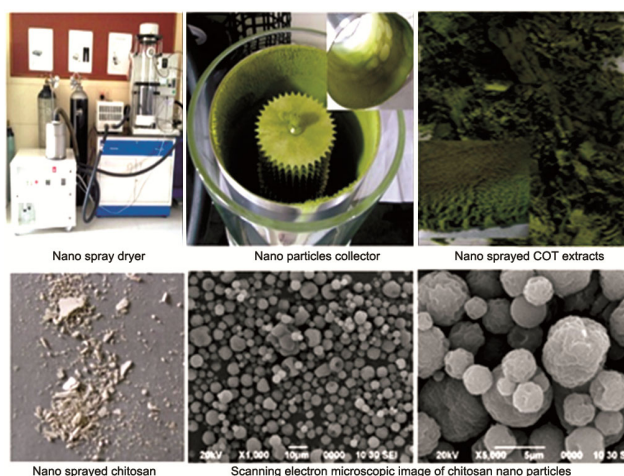 Nano spray dryer
Nano particles collector
Nano sprayed COT extracts
20kV X1,000 10µm 0000 10 30 SEI
20kV X5,000 5µm 0000 10 30 SEI
Nano sprayed chitosan
Scanning electron microscopic image of chitosan nano particles